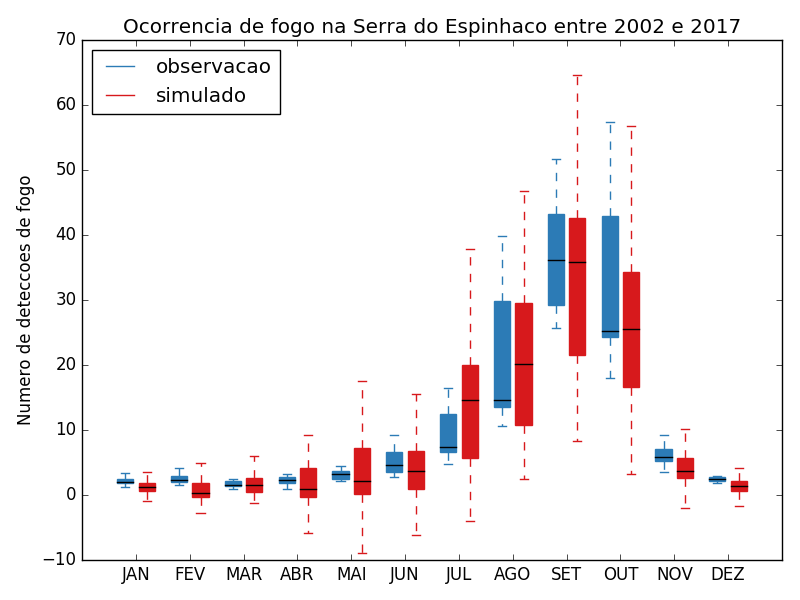 Ocorrencia de fogo na Serra do Espinhaco entre 2002 e 2017
observacao
simulado
Numero de deteccoes de fogo
70
60
50
40
30
20
10
0
−10
JAN FEV MAR ABR MAI JUN JUL AGO SET OUT NOV DEZ